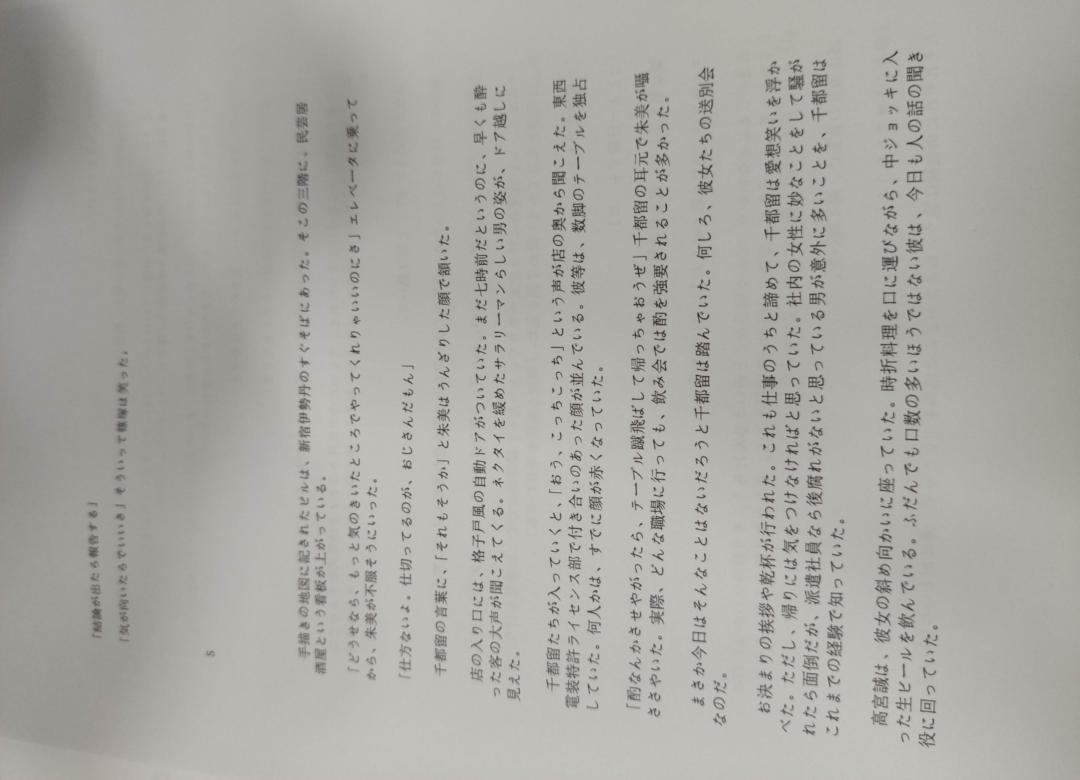 「結論が出たら報告する」
「気が向いたらでいいさ」そういって篠塚は笑った。
5
手描きの地図に記されたビルは、新宿伊勢丹のすぐそばにあった。そこの三階に、民芸居
酒屋という看板が上がっている。
「どうせなら、もっと気のきいたところでやってくれりゃいいのにさ」エレベータに乗って
から、朱美が不服そうにいった。
「仕方ないよ。仕切ってるのが、おじさんだもん」
千都留の言葉に、「それもそうか」と朱美はうんざりした顔で頷いた。
店の入り口には、格子戸風の自動ドアがついていた。まだ七時前だというのに、早くも酔
った客の大声が聞こえてくる。ネクタイを緩めたサラリーマンらしい男の姿が、ドア越しに
見えた。
千都留たちが入っていくと、「おう、こっちこっち」という声が店の奥から聞こえた。東西
電装特許ライセンス部で付き合いのあった顔が並んでいる。彼等は、数脚のテーブルを独占
していた。何人かは、すでに顔が赤くなっていた。
「酌なんかさせやがったら、テーブル蹴飛ばして帰っちゃおうぜ」千都留の耳元で朱美が囁
ささやいた。実際、どんな職場に行っても、飲み会では酌を強要されることが多かった。
まさか今日はそんなことはないだろうと千都留は踏んでいた。何しろ、彼女たちの送別会
なのだ。
お決まりの挨拶や乾杯が行われた。これも仕事のうちと諦めて、千都留は愛想笑いを浮か
べた。ただし、帰りには気をつけなければと思っていた。社内の女性に妙なことをして騒が
れたら面倒だが、派遣社員なら後腐れがないと思っている男が意外に多いことを、千都留は
これまでの経験で知っていた。
高宮誠は、彼女の斜め向かいに座っていた。時折料理を口に運びながら、中ジョッキに入
った生ビールを飲んでいる。ふだんでも口数の多いほうではない彼は、今日も人の話の聞き
役に回っていた。